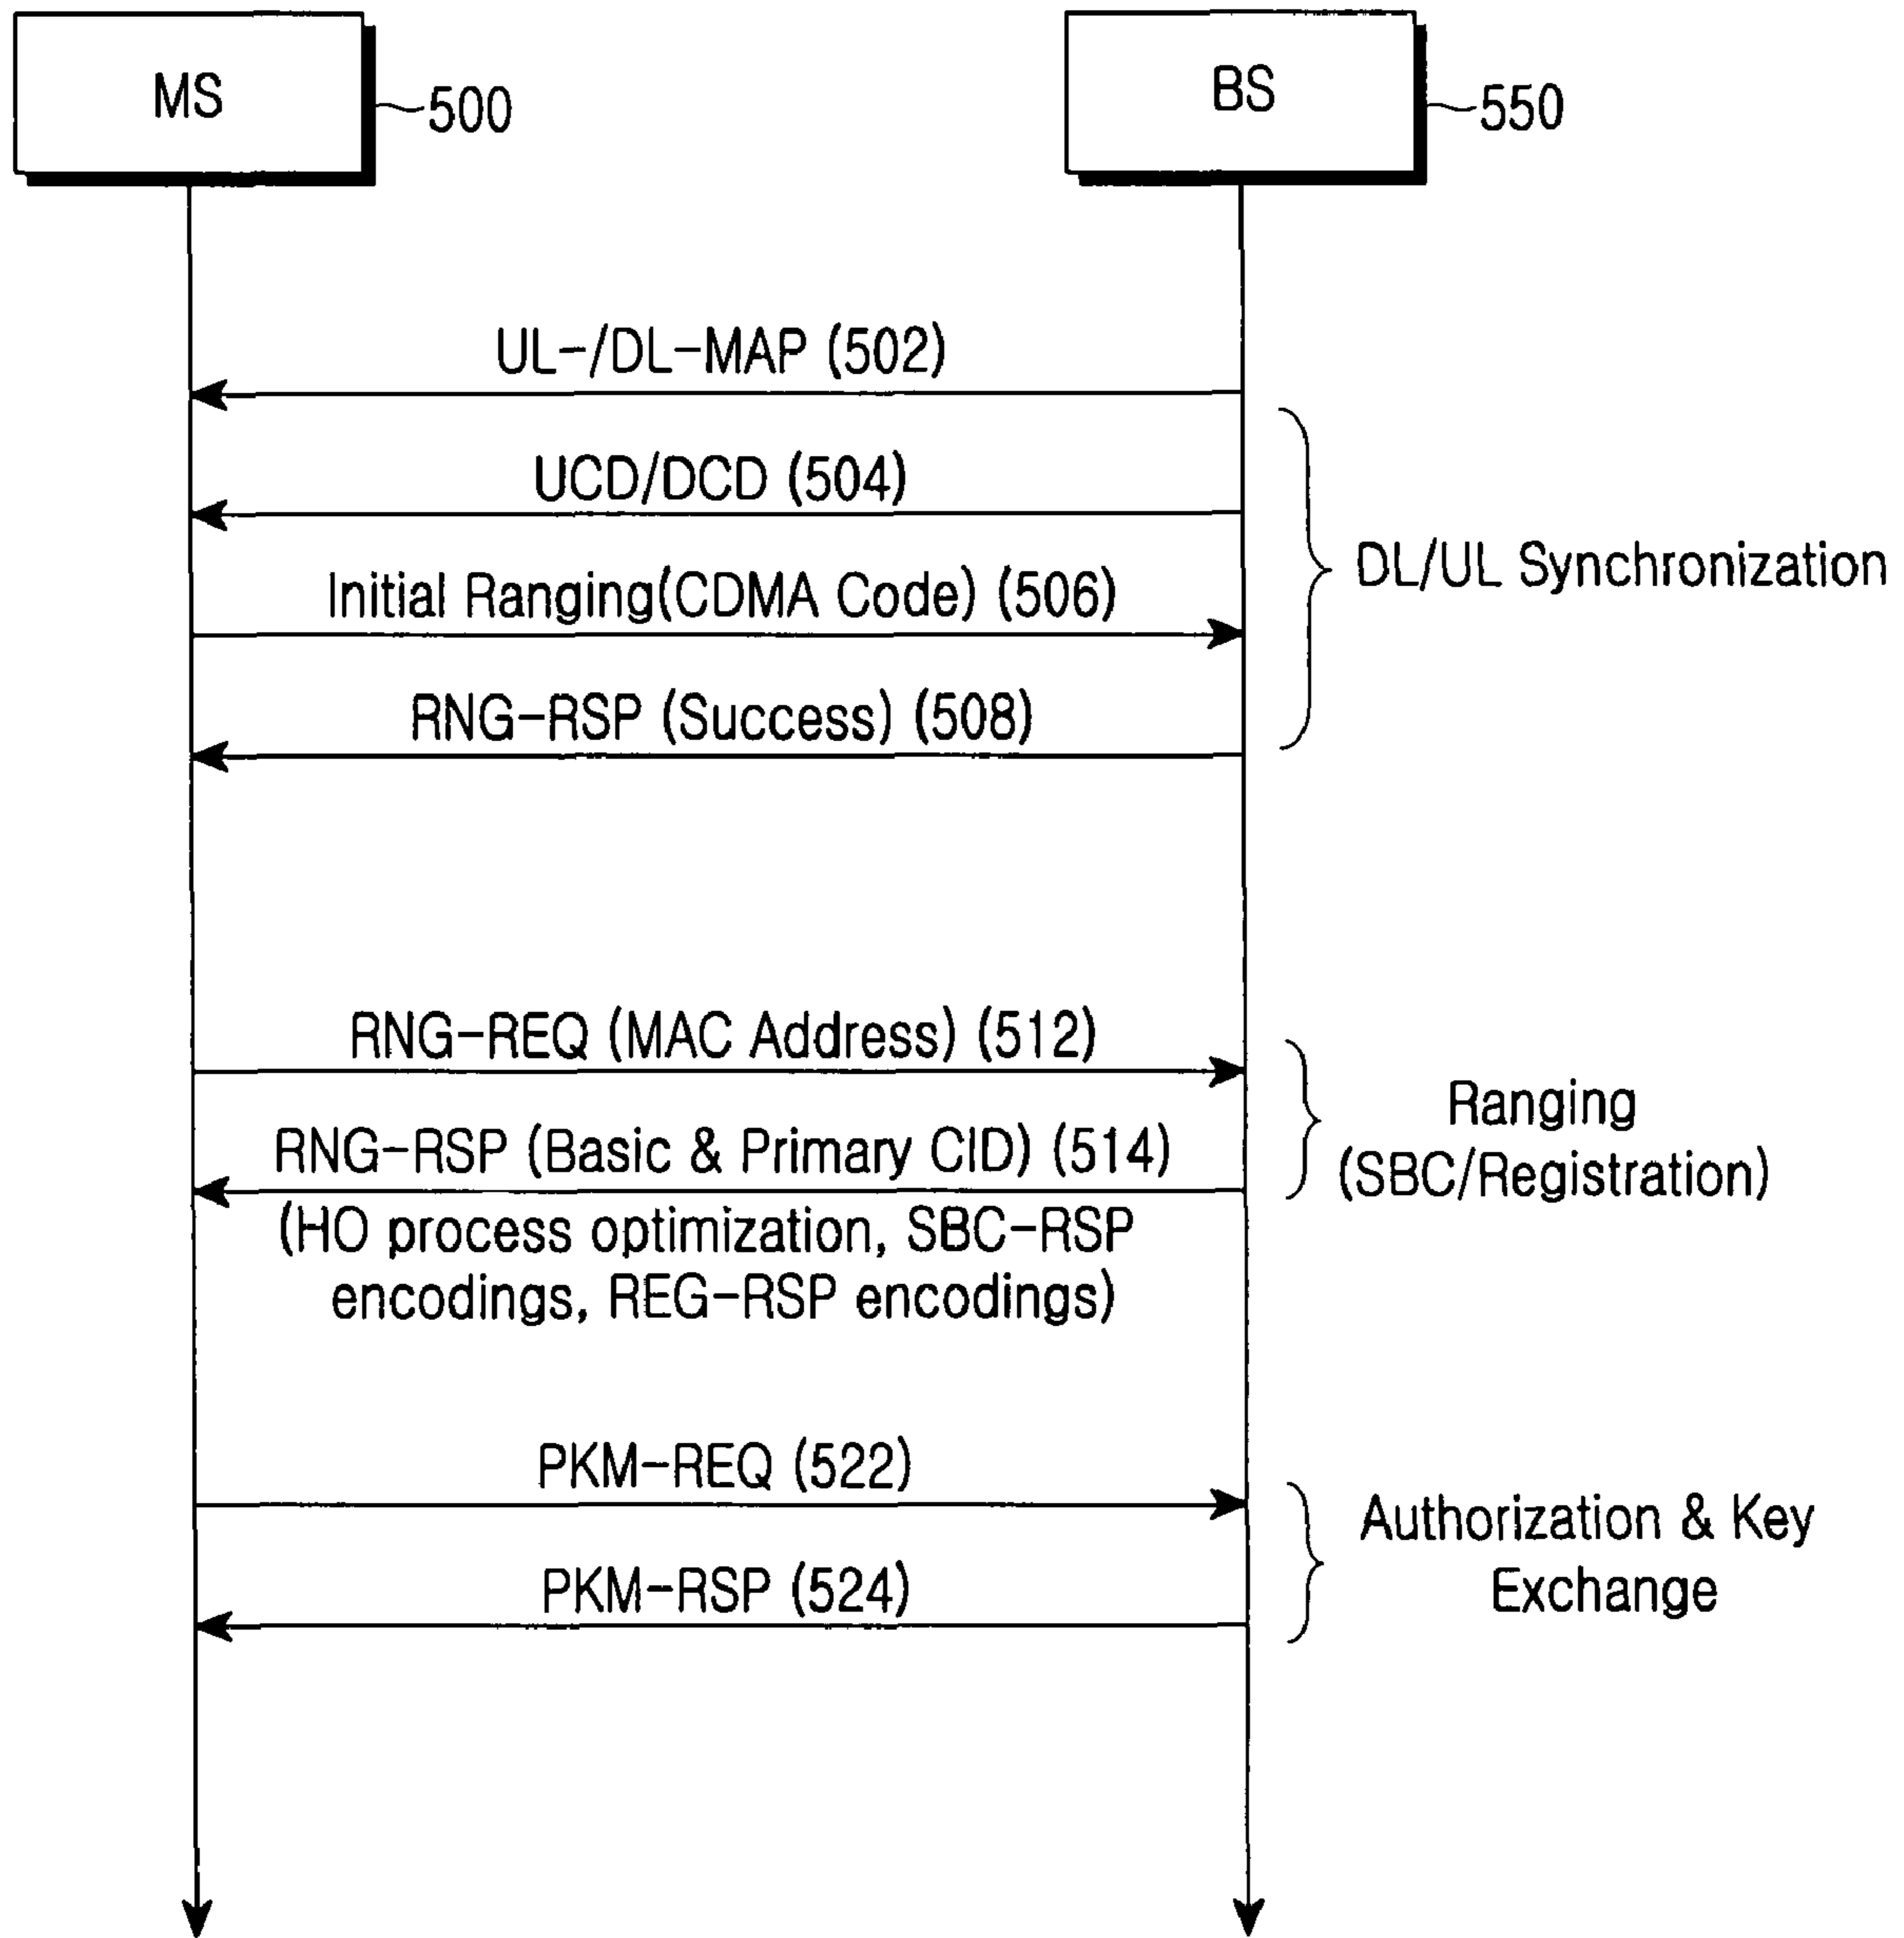 MS
500
BS
550
UL-/DL-MAP (502)
UCD/DCD (504)
Initial Ranging(CDMA Code) (506)
RNG-RSP (Success) (508)
DL/UL Synchronization
RNG-REQ (MAC Address) (512)
RNG-RSP (Basic & Primary CID) (514)
(HO process optimization, SBC-RSP
encodings, REG-RSP encodings)
Ranging
(SBC/Registration)
PKM-REQ (522)
PKM-RSP (524)
Authorization & Key
Exchange